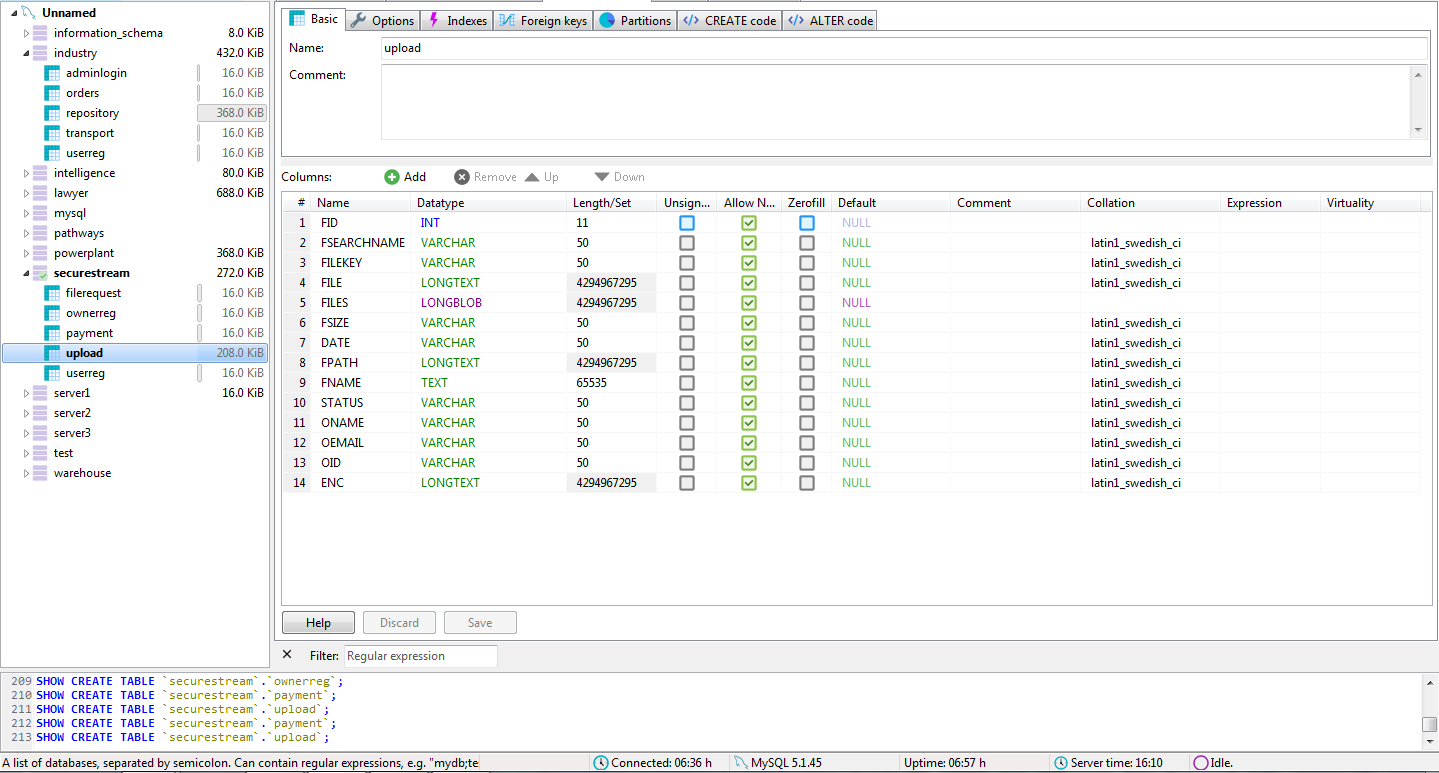 Unnamed
information_schema 8.0 KiB
industry 432.0 KiB
adminlogin 16.0 KiB
orders 16.0 KiB
repository 368.0 KiB
transport 16.0 KiB
userreg 16.0 KiB
intelligence 80.0 KiB
lawyer 688.0 KiB
mysql
pathways
powerplant 368.0 KiB
securestream 272.0 KiB
filerequest 16.0 KiB
ownerreg 16.0 KiB
payment 16.0 KiB
upload 208.0 KiB
userreg 16.0 KiB
server1 16.0 KiB
server2
server3
test
warehouse
Basic Options Indexes Foreign keys Partitions </> CREATE code </> ALTER code
Name: upload
Comment:
Columns: Add Remove Up Down
# Name Datatype Length/Set Unsign... Allow N... Zerofill Default Comment Collation Expression Virtuality
1 FID INT 11 NULL
2 FSEARCHNAME VARCHAR 50 NULL latin1_swedish_ci
3 FILEKEY VARCHAR 50 NULL latin1_swedish_ci
4 FILE LONGTEXT 4294967295 NULL latin1_swedish_ci
5 FILES LONGBLOB 4294967295 NULL
6 FSIZE VARCHAR 50 NULL latin1_swedish_ci
7 DATE VARCHAR 50 NULL latin1_swedish_ci
8 FPATH LONGTEXT 4294967295 NULL latin1_swedish_ci
9 FNAME TEXT 65535 NULL latin1_swedish_ci
10 STATUS VARCHAR 50 NULL latin1_swedish_ci
11 ONAME VARCHAR 50 NULL latin1_swedish_ci
12 OEMAIL VARCHAR 50 NULL latin1_swedish_ci
13 OID VARCHAR 50 NULL latin1_swedish_ci
14 ENC LONGTEXT 4294967295 NULL latin1_swedish_ci
Help Discard Save
Filter: Regular expression
209 SHOW CREATE TABLE `securestream`.`ownerreg`;
210 SHOW CREATE TABLE `securestream`.`payment`;
211 SHOW CREATE TABLE `securestream`.`upload`;
212 SHOW CREATE TABLE `securestream`.`payment`;
213 SHOW CREATE TABLE `securestream`.`upload`;
A list of databases, separated by semicolon. Can contain regular expressions, e.g. "mydb;te Connected: 06:36 h MySQL 5.1.45 Uptime: 06:57 h Server time: 16:10 Idle.